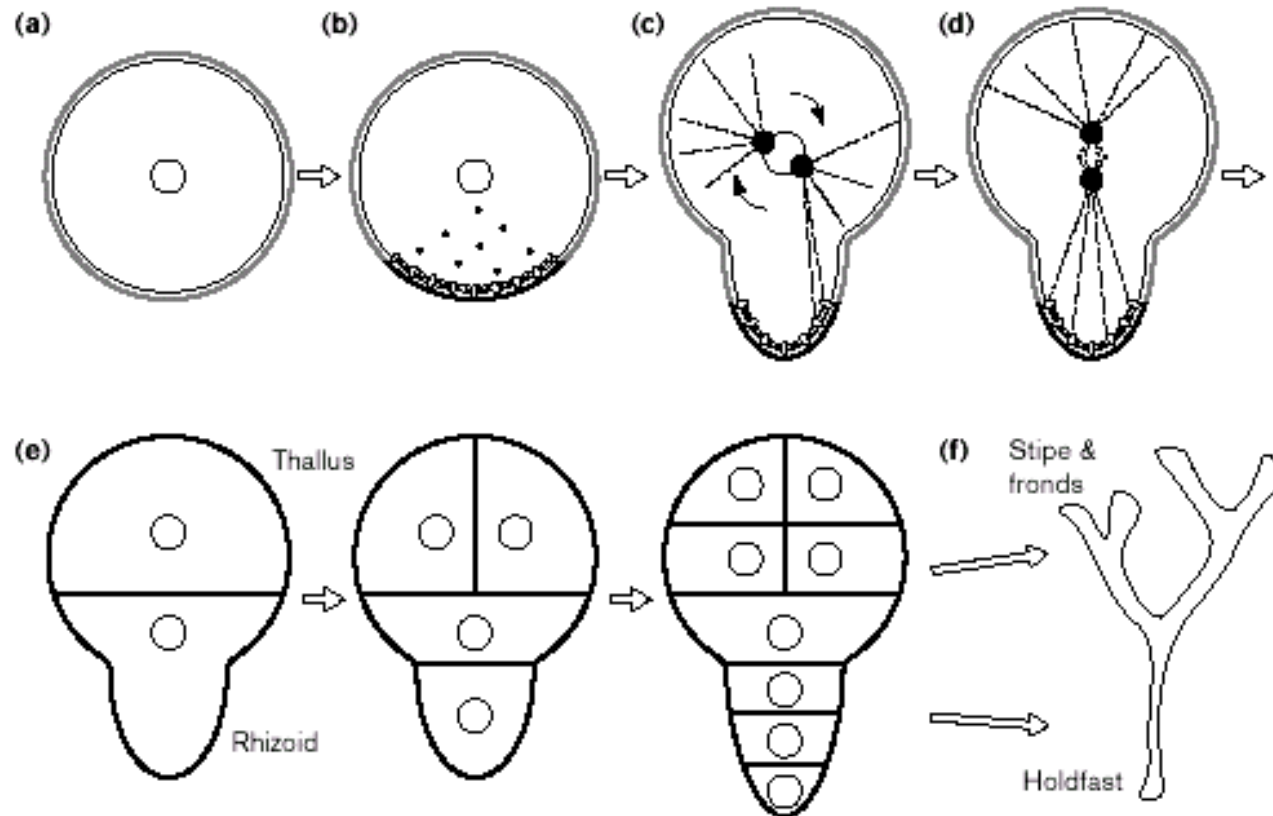 (a)
(b)
(c)
(d)
(e)
Thallus
Rhizoid
(f)
Stipe &
fronds
Holdfast